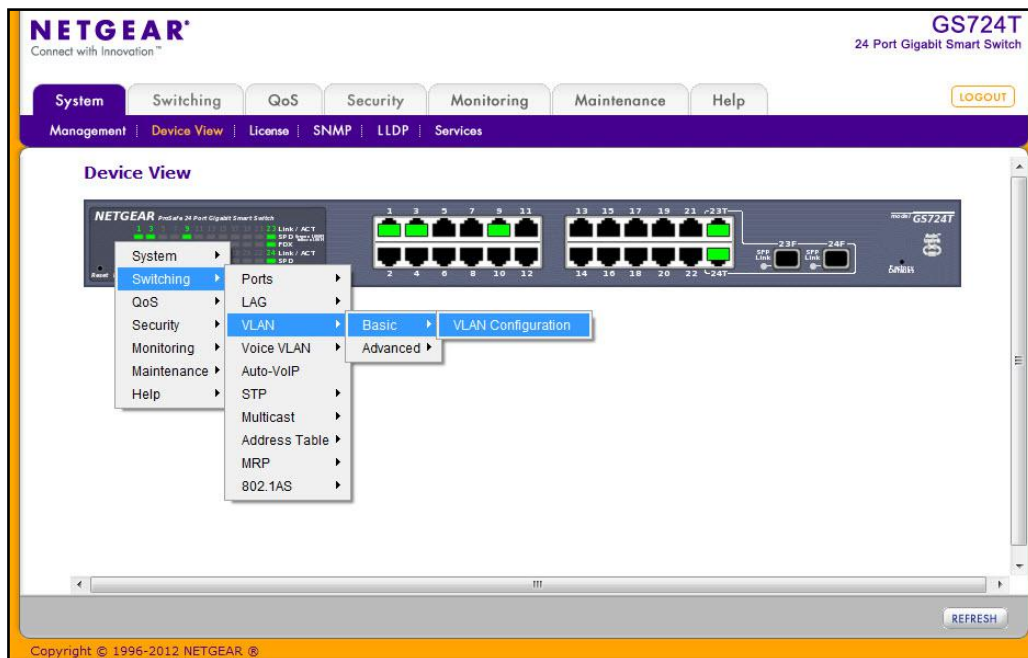 NETGEAR®
Connect with Innovation™
GS724T
24 Port Gigabit Smart Switch
System Switching QoS Security Monitoring Maintenance Help
LOGOUT
Management Device View License SNMP LLDP Services
Device View
NETGEAR ProSafe 24 Port Gigabit Smart Switch
Link / ACT
SPD
FDX
Link / ACT
SPD
Reset
1 3 5 7 9 11 13 15 17 19 21 23T
2 4 6 8 10 12 14 16 18 20 22 24T
23F 24F
SFP Link SFP Link
model GS724T
System
Switching
QoS
Security
Monitoring
Maintenance
Help
Ports
LAG
VLAN
Voice VLAN
Auto-VoIP
STP
Multicast
Address Table
MRP
802.1AS
Basic
Advanced
VLAN Configuration
REFRESH
Copyright © 1996-2012 NETGEAR ®